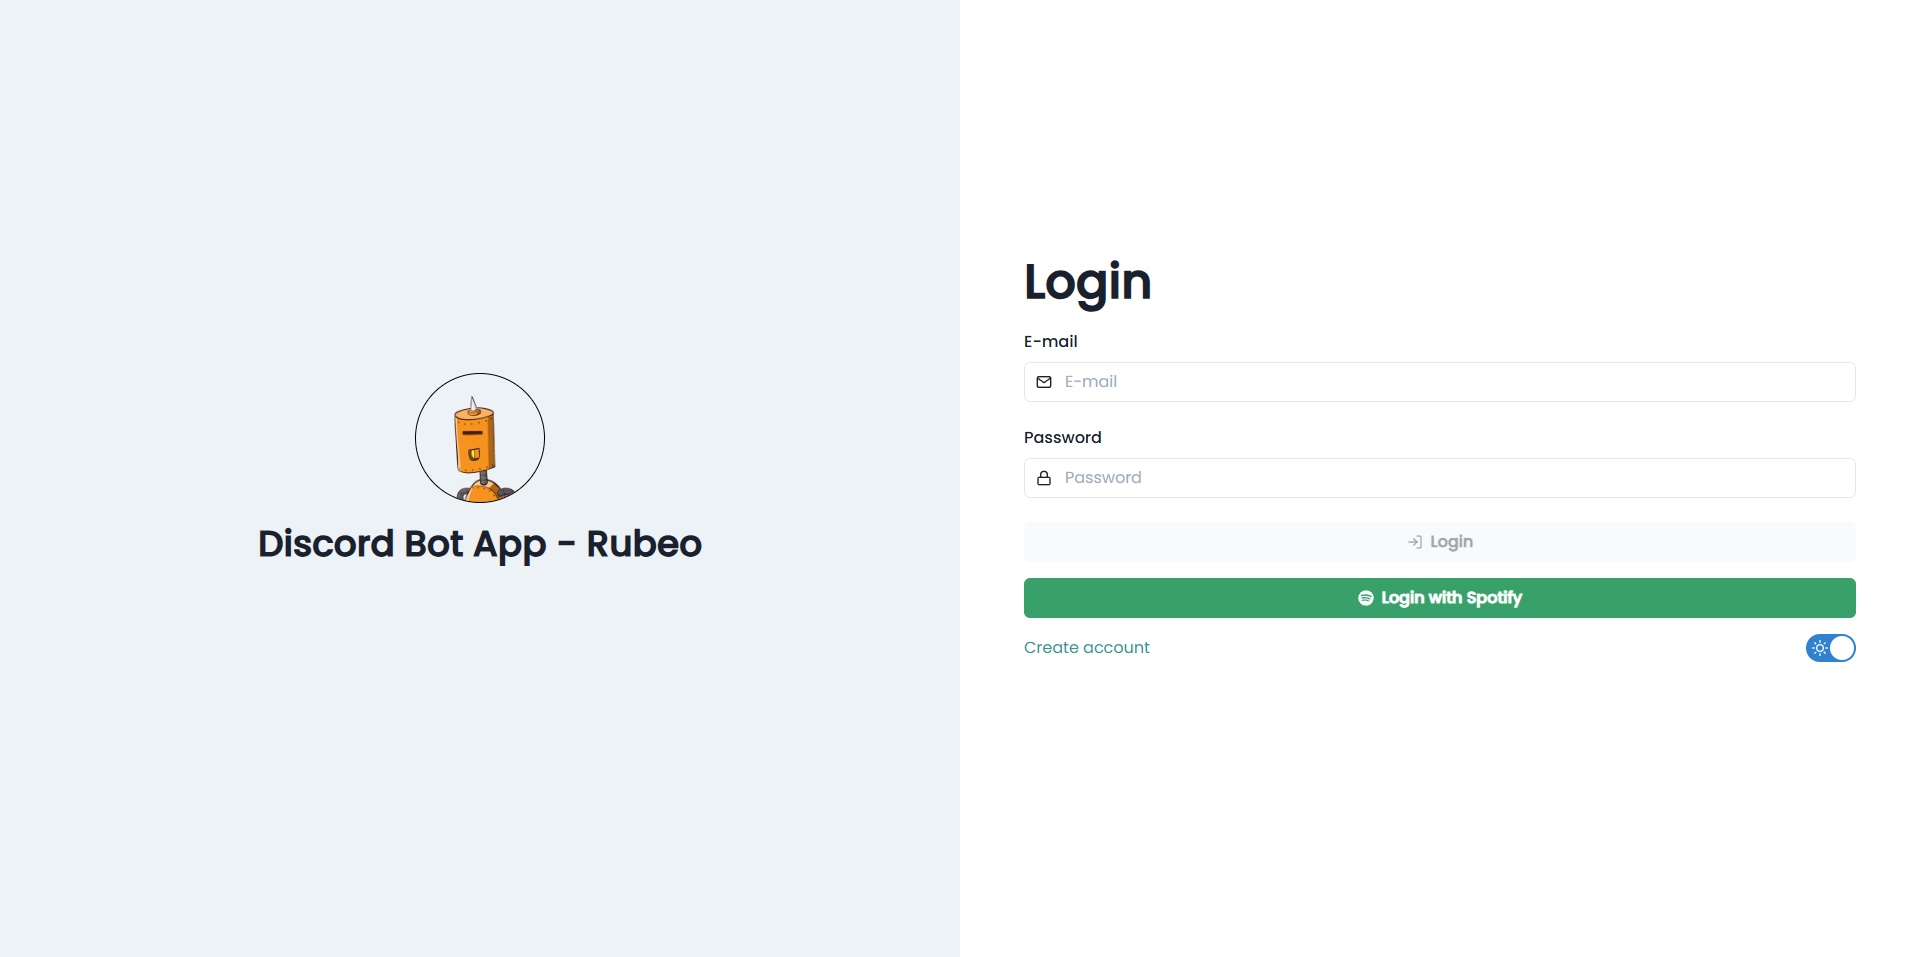 Discord Bot App - Rubeo
Login
E-mail
E-mail
Password
Password
Login
Login with Spotify
Create account